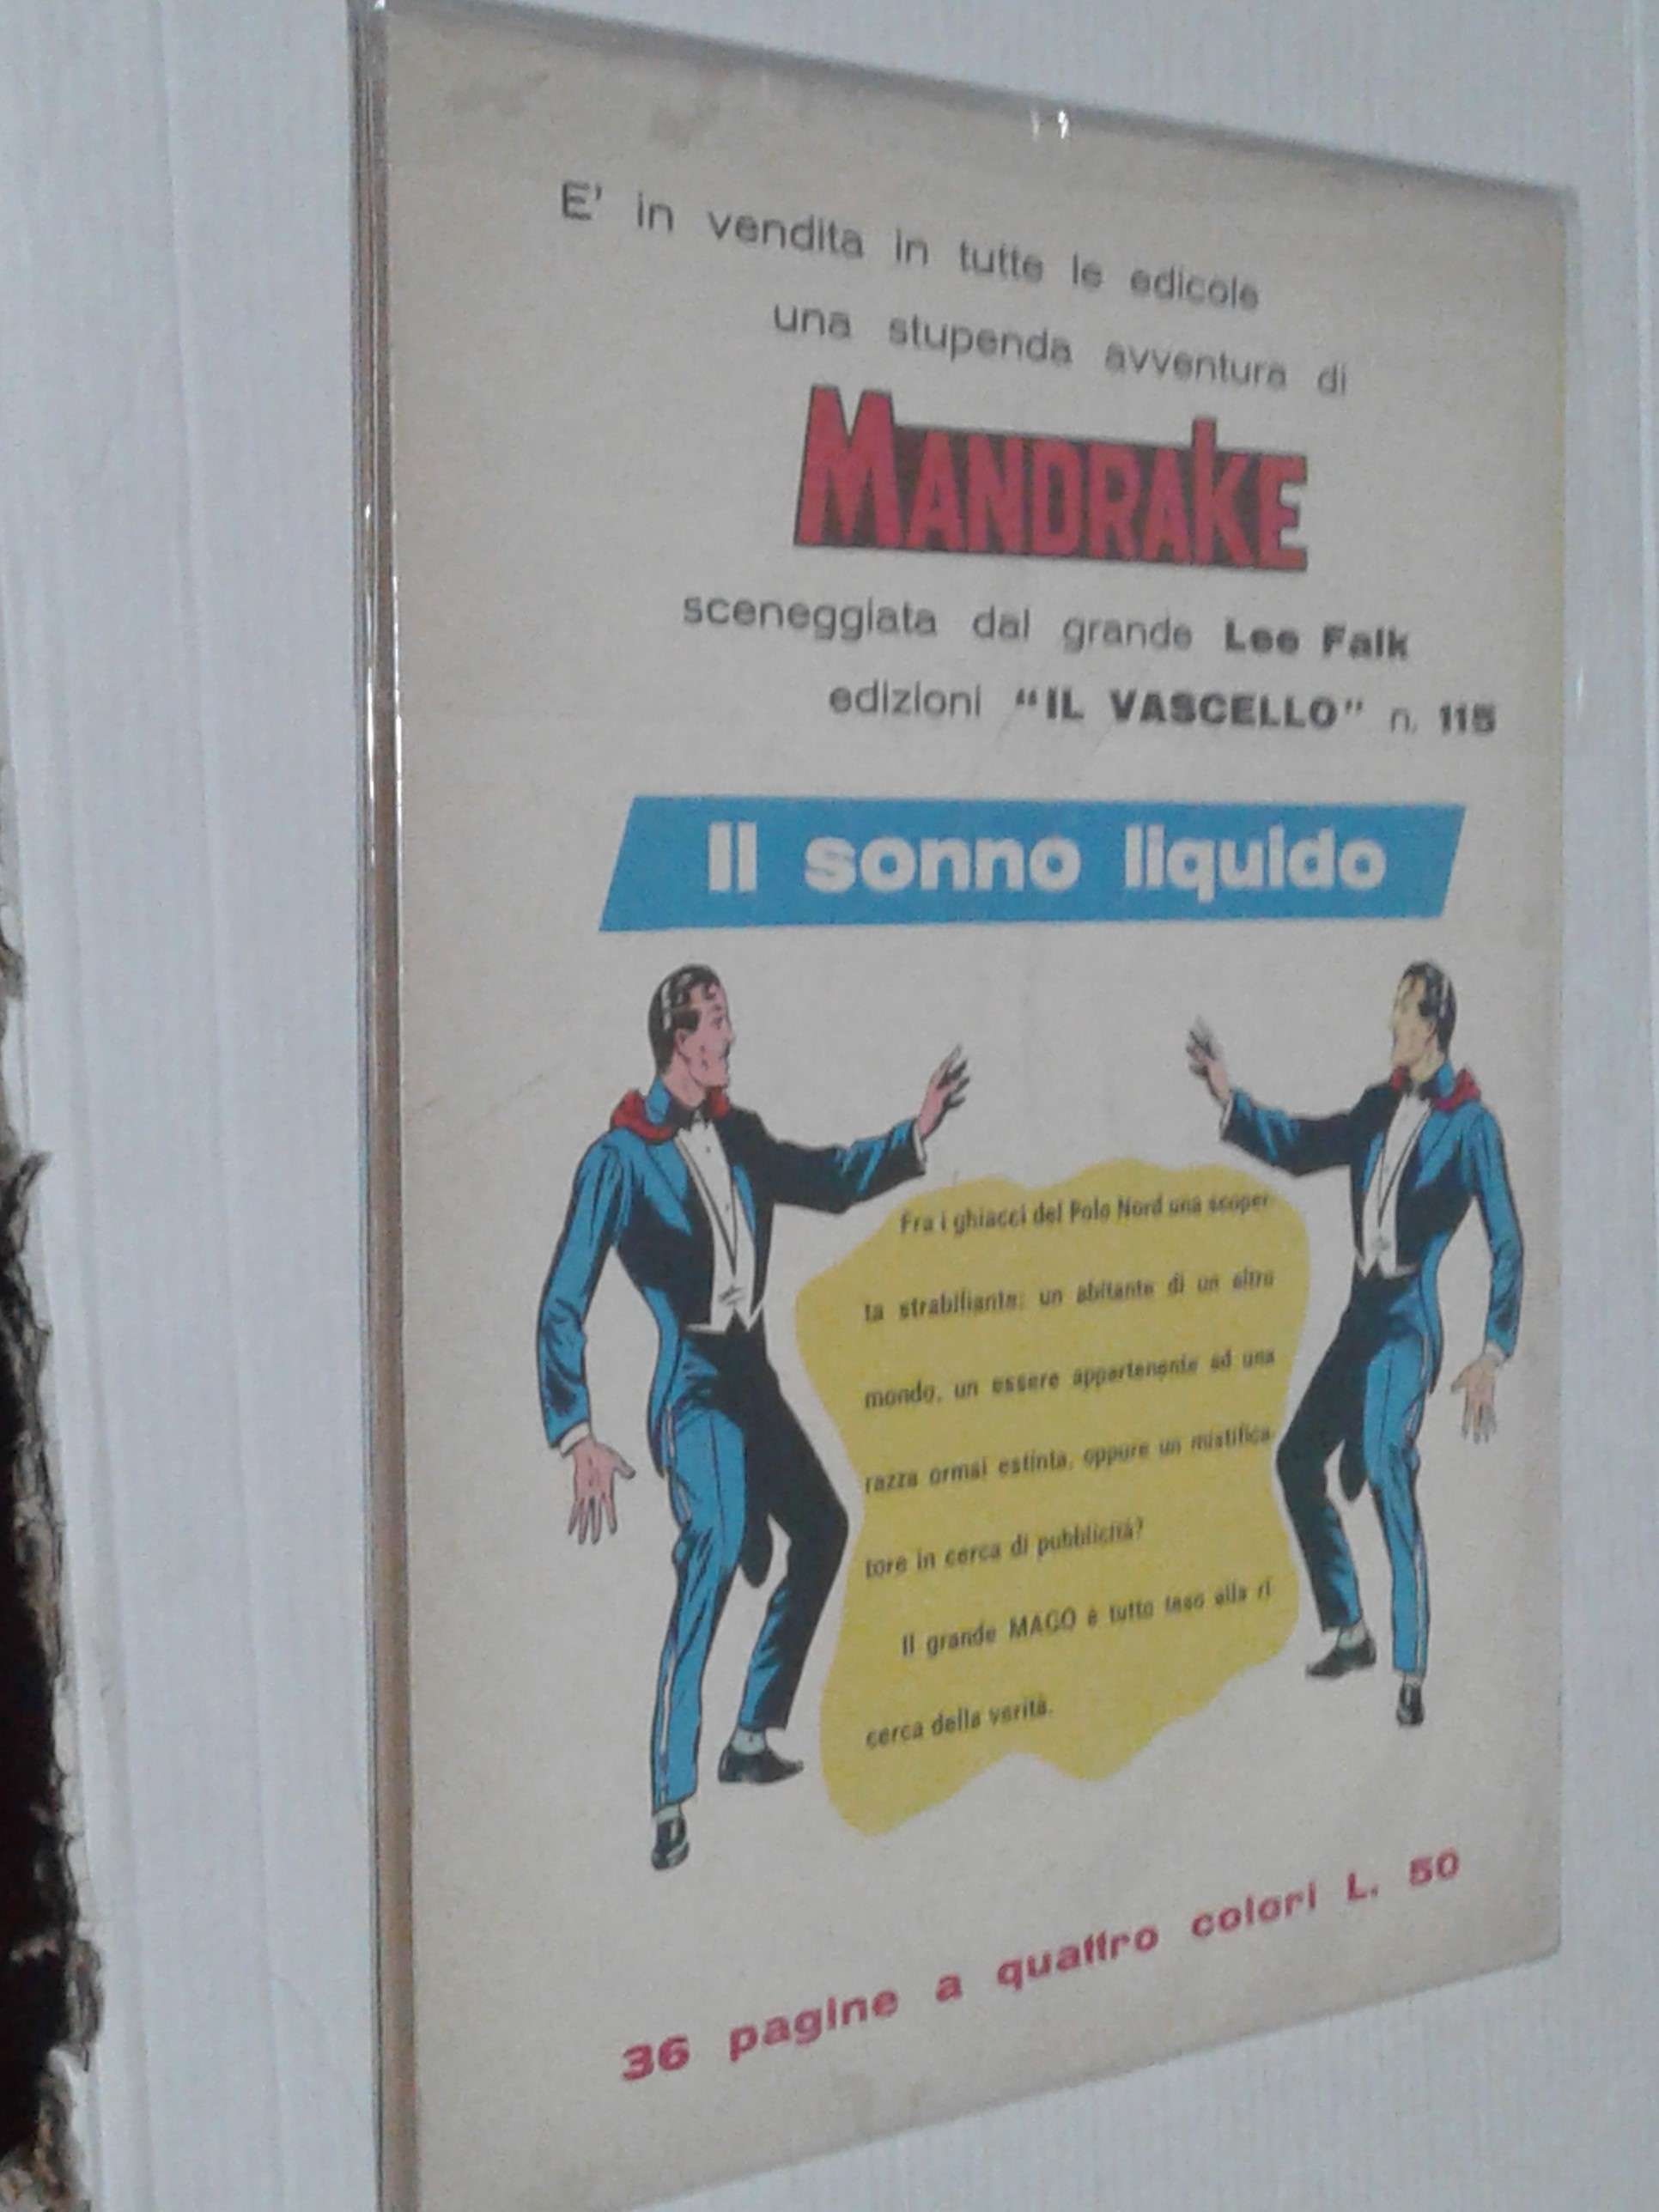 E' in vendita in tutte le edicole
una stupenda avventura di
MANDRAKE
sceneggiata dal grande Lee Falk
edizioni "IL VASCELLO" n. 115
Il sonno liquido
Fra i ghiacci del Polo Nord una scoper-
ta strabiliante: un abitante di un altro
mondo, un essere appartenente ad una
razza ormai estinta, oppure un mistifica-
tore in cerca di pubblicità?
Il grande MAGO è tutto teso alla ri
cerca della verità.
36 pagine a quattro colori L. 50